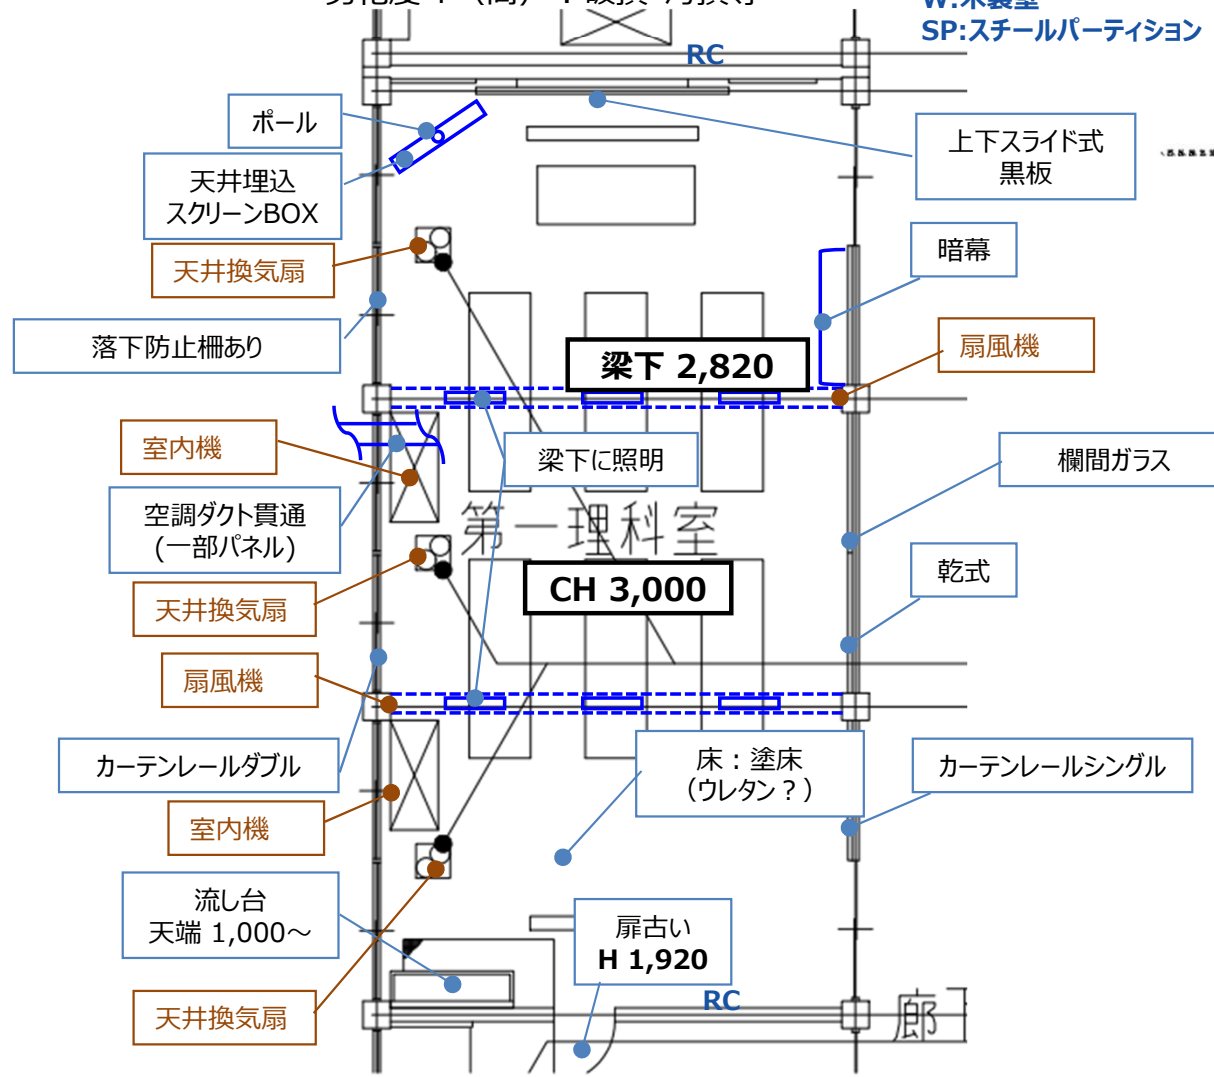 W:木製壁
SP:スチールパーティション
RC
ポール
上下スライド式
黒板
天井埋込
スクリーンBOX
暗幕
天井換気扇
落下防止柵あり
扇風機
梁下 2,820
室内機
梁下に照明
欄間ガラス
空調ダクト貫通
(一部パネル)
第一理科室
乾式
CH 3,000
天井換気扇
扇風機
カーテンレールダブル
床：塗床
（ウレタン？）
カーテンレールシングル
室内機
流し台
天端 1,000～
扉古い
H 1,920
RC
天井換気扇
廊